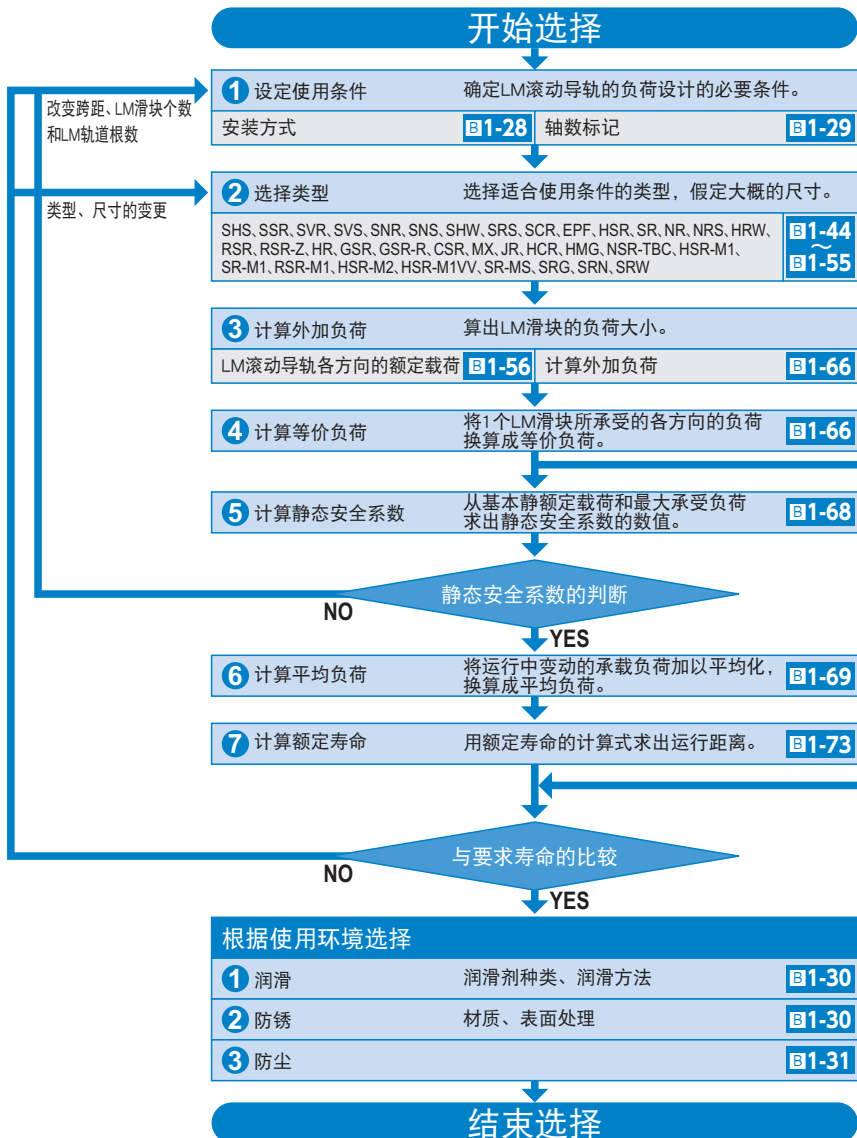 开始选择
❶ 设定使用条件 确定LM滚动导轨的负荷设计的必要条件。
改变跨距、LM滑块个数
和LM轨道根数
安装方式 B1-28 轴数标记 B1-29
❷ 选择类型 选择适合使用条件的类型，假定大概的尺寸。
类型、尺寸的变更
SHS、SSR、SVR、SVS、SNR、SNS、SHW、SRS、SCR、EPF、HSR、SR、NR、NRS、HRW、
RSR、RSR-Z、HR、GSR、GSR-R、CSR、MX、JR、HCR、HMG、NSR-TBC、HSR-M1、
SR-M1、RSR-M1、HSR-M2、HSR-M1VV、SR-MS、SRG、SRN、SRW
B1-44
～
B1-55
❸ 计算外加负荷 算出LM滑块的负荷大小。
LM滚动导轨各方向的额定载荷 B1-56 计算外加负荷 B1-66
❹ 计算等价负荷 将1个LM滑块所承受的各方向的负荷
换算成等价负荷。 B1-66
❺ 计算静态安全系数 从基本静额定载荷和最大承受负荷
求出静态安全系数的数值。 B1-68
静态安全系数的判断
NO
YES
❻ 计算平均负荷 将运行中变动的承载负荷加以平均化，
换算成平均负荷。 B1-69
❼ 计算额定寿命 用额定寿命的计算式求出运行距离。 B1-73
与要求寿命的比较
NO
YES
根据使用环境选择
❶ 润滑 润滑剂种类、润滑方法 B1-30
❷ 防锈 材质、表面处理 B1-30
❸ 防尘 B1-31
结束选择